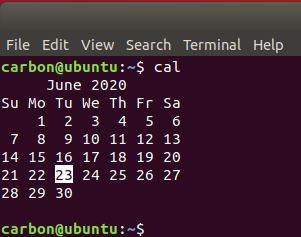 File Edit View Search Terminal Help
carbon@ubuntu:~$ cal
     June 2020
Su Mo Tu We Th Fr Sa
    1  2  3  4  5  6
 7  8  9 10 11 12 13
14 15 16 17 18 19 20
21 22 23 24 25 26 27
28 29 30
carbon@ubuntu:~$